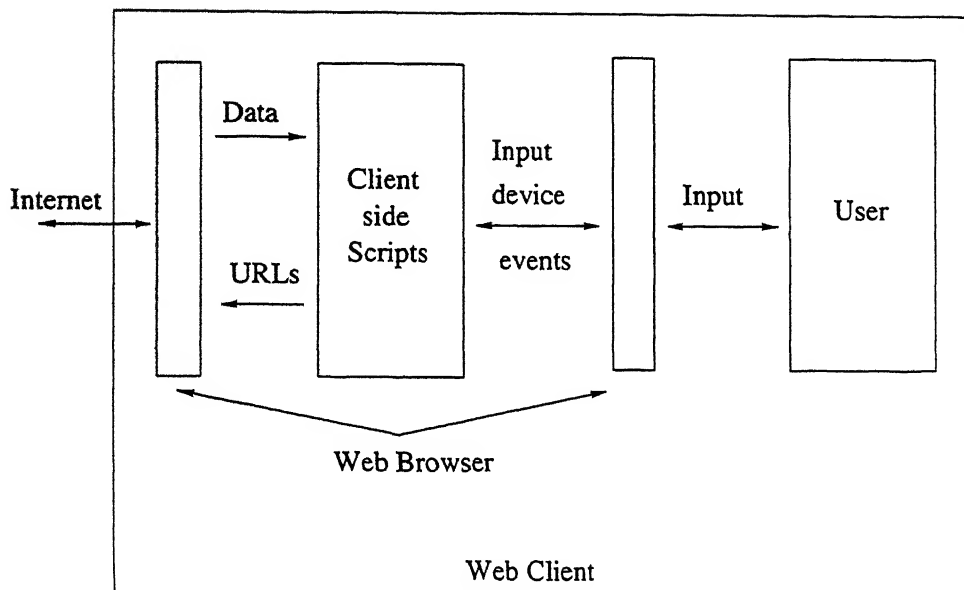 Data
Internet
URLs
Client
side
Scripts
Input
device
events
Input
User
Web Browser
Web Client